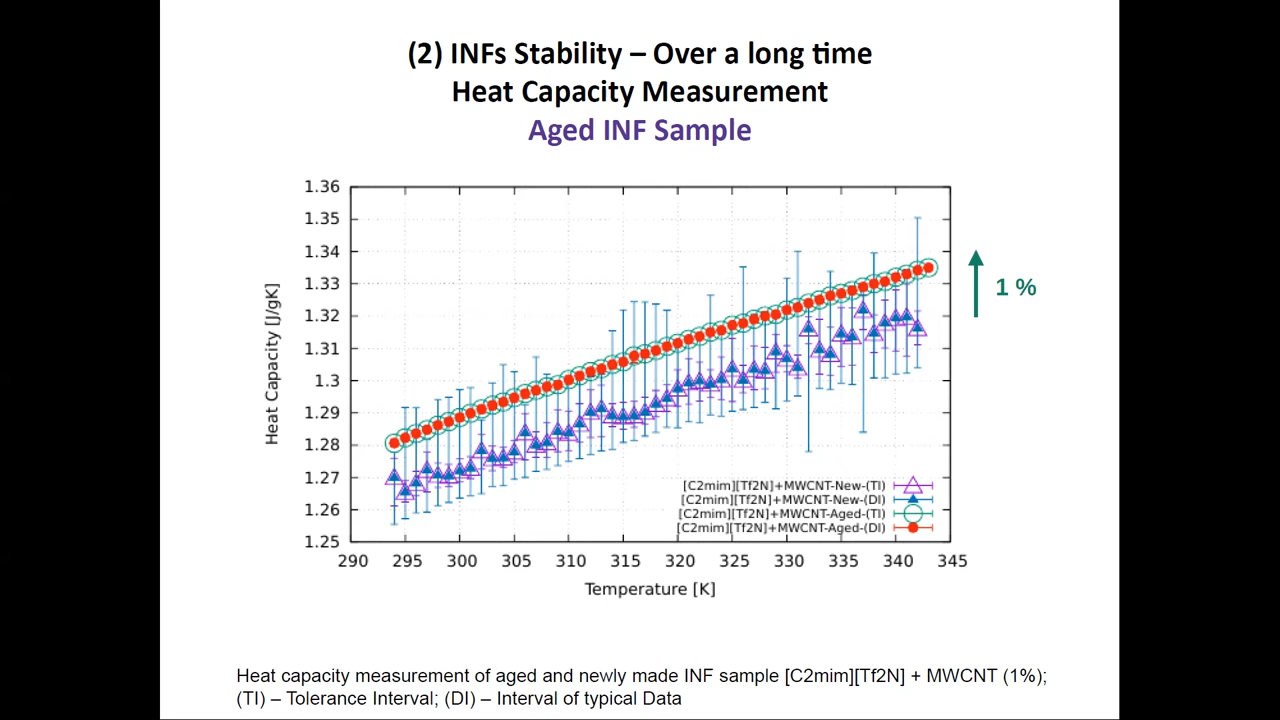 (2) INFs Stability – Over a long time
Heat Capacity Measurement
Aged INF Sample
1.36
1.35
1.34
1.33
1.32
1.31
1.3
1.29
1.28
1.27
1.26
1.25
Heat Capacity [J/gK]
1 %
[C2mim][Tf2N]+MWCNT-New-(TI)
[C2mim][Tf2N]+MWCNT-New-(DI)
[C2mim][Tf2N]+MWCNT-Aged-(TI)
[C2mim][Tf2N]+MWCNT-Aged-(DI)
290 295 300 305 310 315 320 325 330 335 340 345
Temperature [K]
Heat capacity measurement of aged and newly made INF sample [C2mim][Tf2N] + MWCNT (1%);
(TI) – Tolerance Interval; (DI) – Interval of typical Data